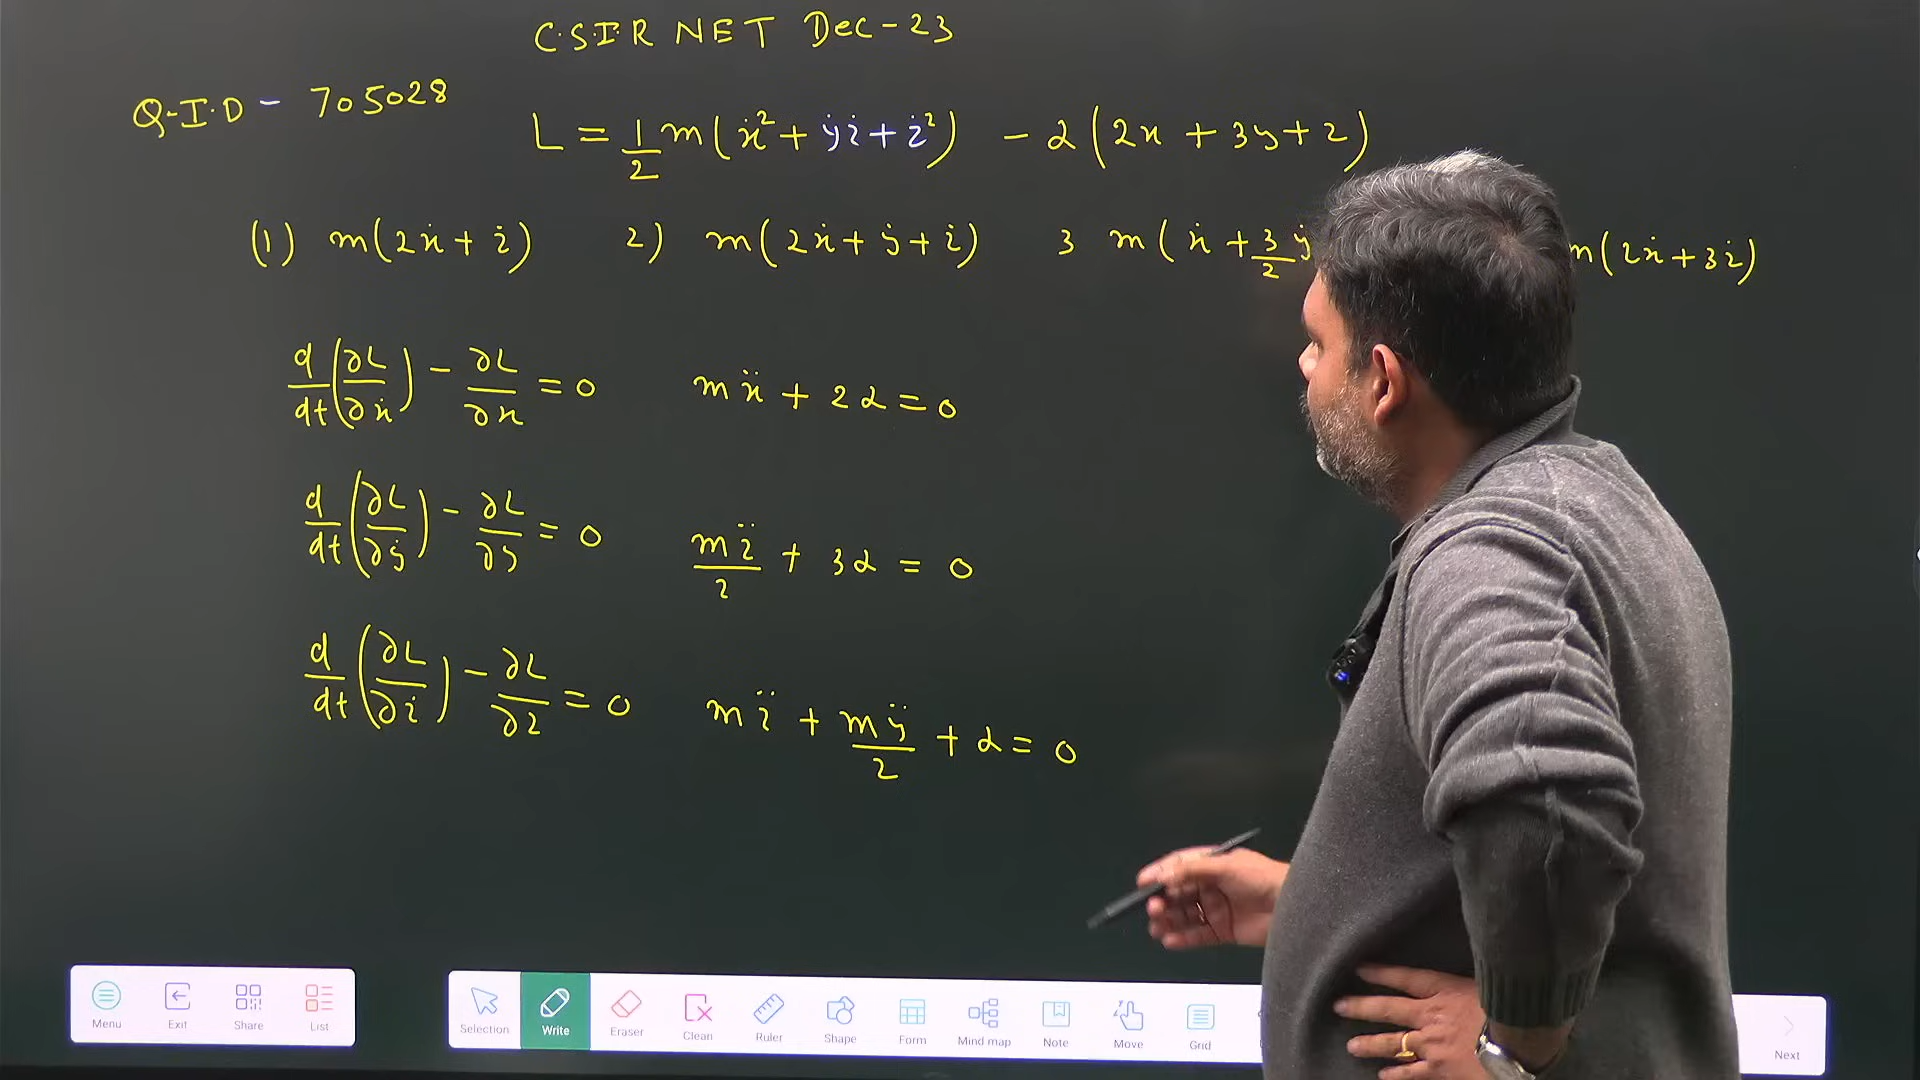 C.S.I.R NET Dec-23
Q.I.D - 705028
L = 1/2 m(ẋ² + ẏż + ż²) - α(2x + 3y + z)
(1) m(2ẋ + ż) 2) m(2ẋ + ẏ + ż) 3 m(ẋ + 3/2 ẏ m(2ẋ + 3ż)
d/dt(∂L/∂ẋ) - ∂L/∂x = 0 mẍ + 2α = 0
d/dt(∂L/∂ẏ) - ∂L/∂y = 0 mz̈/2 + 3α = 0
d/dt(∂L/∂ż) - ∂L/∂z = 0 mz̈ + mÿ/2 + α = 0
Menu Exit Share List Selection Write Eraser Clean Ruler Shape Form Mind map Note Move Grid Next